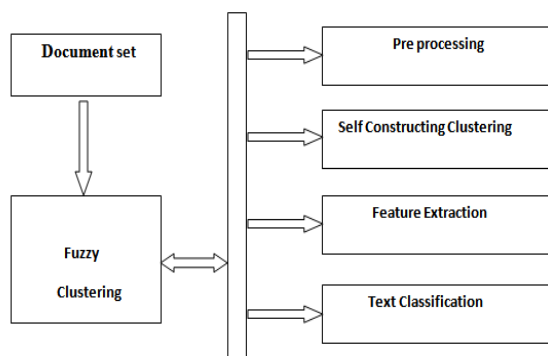 Document set
Fuzzy
Clustering
Pre processing
Self Constructing Clustering
Feature Extraction
Text Classification